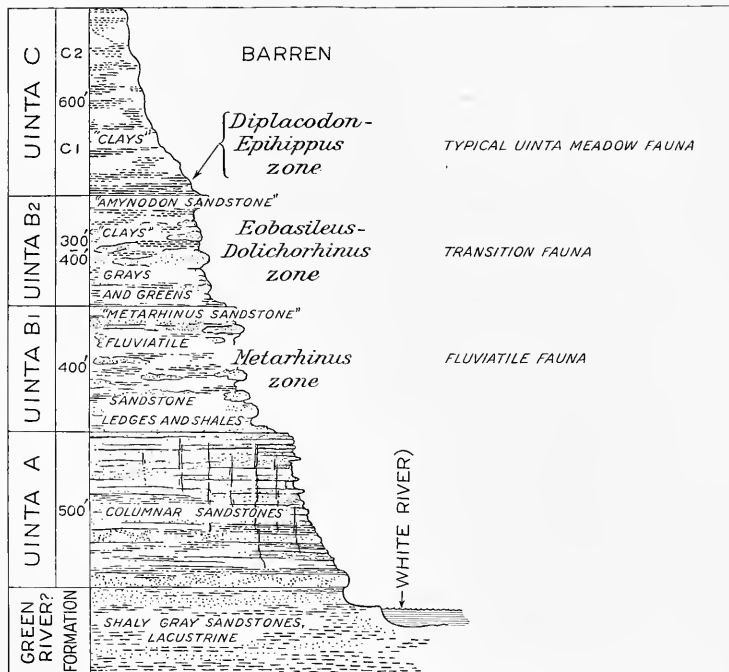 UINTA C
C2
BARREN
600'
"CLAYS"
C1
Diplacodon-
Epihippus
zone
TYPICAL UINTA MEADOW FAUNA
UINTA B2
"AMYNODON SANDSTONE"
"CLAYS"
300'
400'
GRAYS
AND GREENS
Eobasileus-
Dolichorhinus
zone
TRANSITION FAUNA
UINTA B1
"METARHINUS SANDSTONE"
FLUVIATILE
400'
SANDSTONE
LEDGES AND SHALES
Metarhinus
zone
FLUVIATILE FAUNA
UINTA A
500'
COLUMNAR SANDSTONES
WHITE RIVER)
GREEN
RIVER?
FORMATION
SHALY GRAY SANDSTONES,
LACUSTRINE